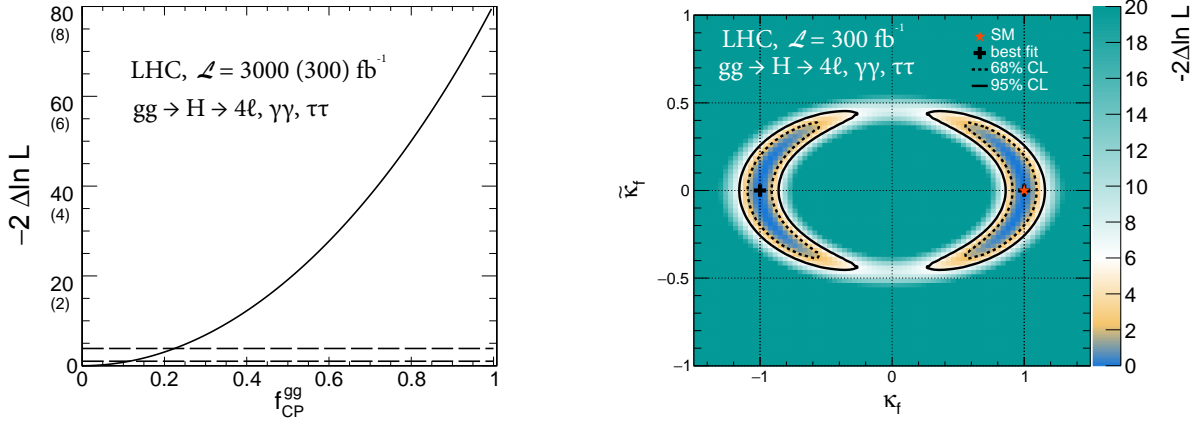 80
(8)
60
(6)
40
(4)
20
(2)
0
−2 Δln L
LHC, ℒ = 3000 (300) fb⁻¹
gg → H → 4ℓ, γγ, ττ
0 0.2 0.4 0.6 0.8 1
f_CP^gg
1
0.5
0
−0.5
−1
κ̃_f
LHC, ℒ = 300 fb⁻¹
gg → H → 4ℓ, γγ, ττ
SM
best fit
68% CL
95% CL
−1 0 1
κ_f
20
18
16
14
12
10
8
6
4
2
0
-2Δln L